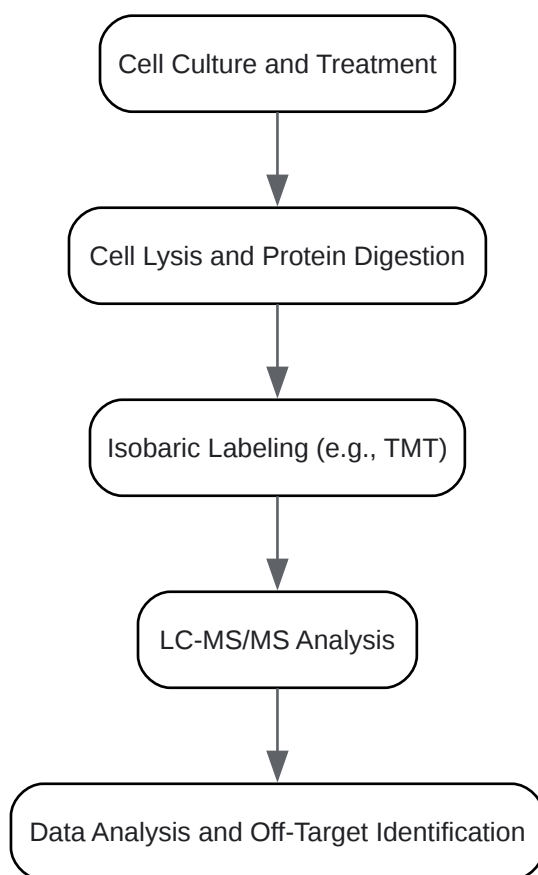 Cell Culture and Treatment
Cell Lysis and Protein Digestion
Isobaric Labeling (e.g., TMT)
LC-MS/MS Analysis
Data Analysis and Off-Target Identification